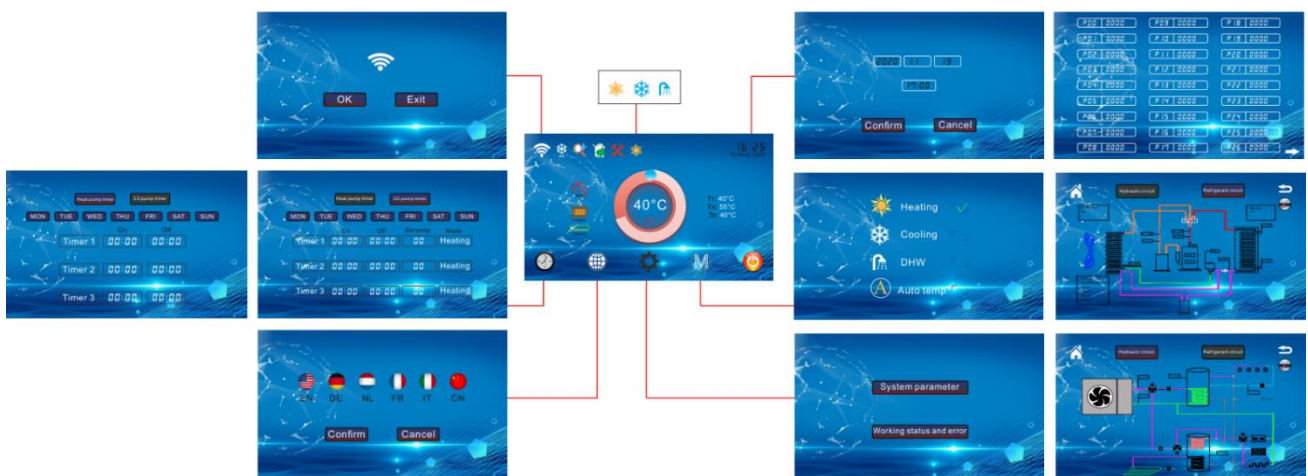 OK Exit
2020 11 19
17:00
Confirm Cancel
P00 0000 P09 0000 P18 0000
P01 0000 P10 0000 P19 0000
P02 0000 P11 0000 P20 0000
0000 P12 0000 P21 0000
P04 0000 P13 0000 P22 0000
P05 0000 P14 0000 P23 0000
P06 0000 P15 0000 P24 0000
P07 0000 P16 0000 P25 0000
P08 0000 P17 0000 P26 0000
Heat pump timer C2 pump timer
MON TUE WED THU FRI SAT SUN
On Off
Timer 1 00:00 00:00
Timer 2 00:00 00:00
Timer 3 00:00 00:00
Heat pump timer C2 pump timer
MON TUE WED THU FRI SAT SUN
On Off Set temp Mode
Timer 1 00:00 00:00 00 Heating
Timer 2 00:00 00:00 00 Heating
Timer 3 00:00 00:00 00 Heating
16:25
40°C
40°C
55°C
40°C
M
Heating
Cooling
DHW
A Auto temp
Hydraulic circuit Refrigerant circuit
EN DE NL FR IT CN
Confirm Cancel
System parameter
Working status and error
Hydraulic circuit Refrigerant circuit